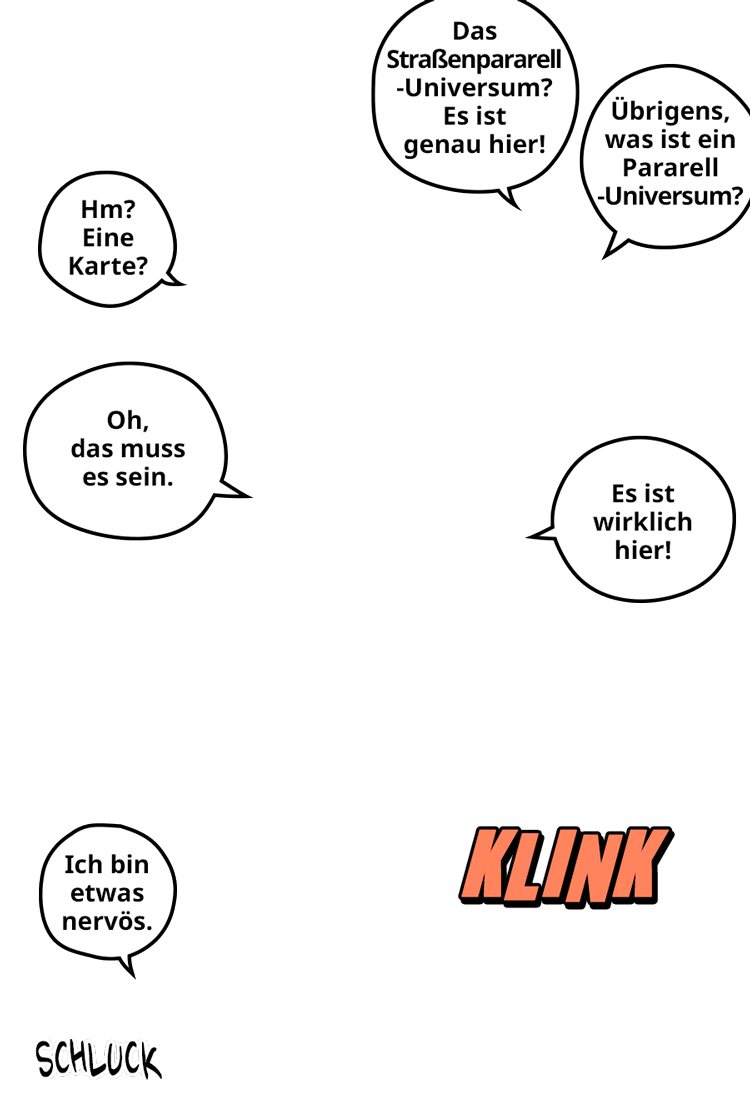 Das
Straßenpararell
-Universum?
Es ist
genau hier!
Übrigens,
was ist ein
Pararell
-Universum?
Hm?
Eine
Karte?
Oh,
das muss
es sein.
Es ist
wirklich
hier!
KLINK
Ich bin
etwas
nervös.
SCHLUCK